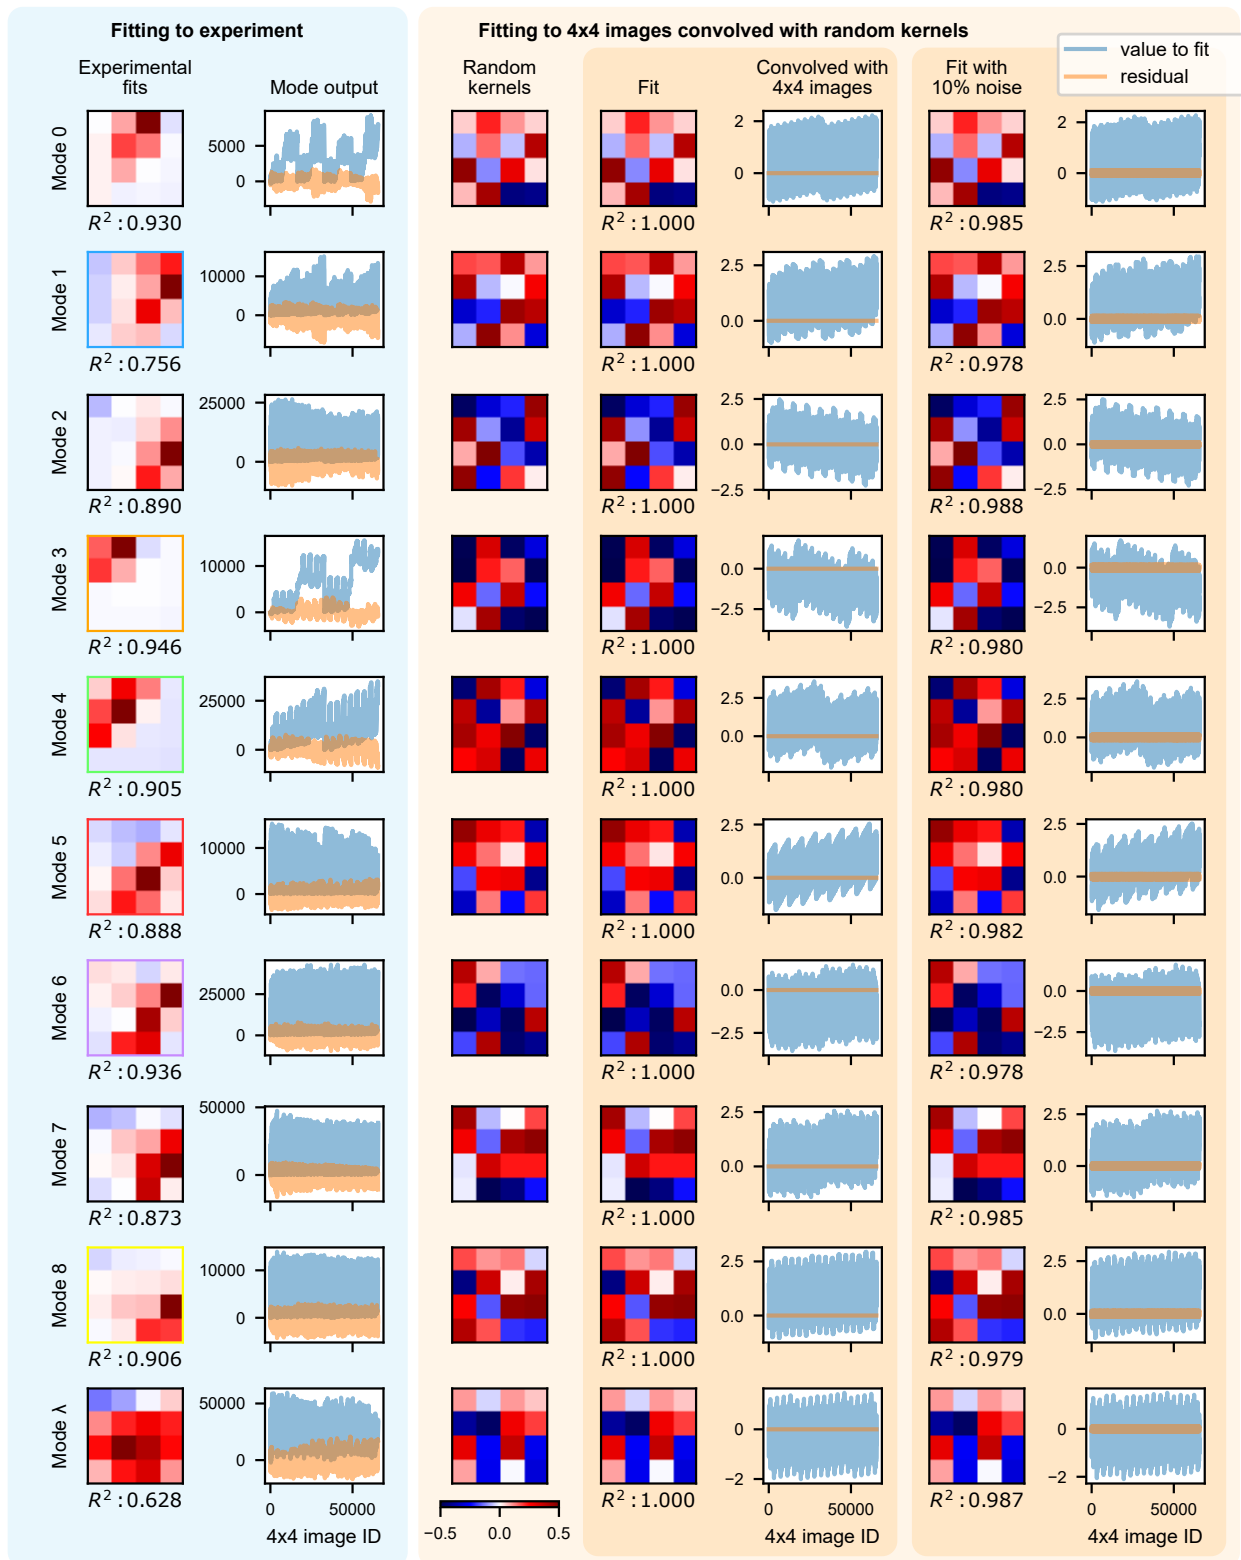 Fitting to experiment
Fitting to 4x4 images convolved with random kernels
value to fit
residual
Experimental
fits
Mode output
Random
kernels
Fit
Convolved with
4x4 images
Fit with
10% noise
Mode 0
5000
0
2
0
2
0
R² : 0.930
R² : 1.000
R² : 0.985
Mode 1
10000
0
2.5
0.0
2.5
0.0
R² : 0.756
R² : 1.000
R² : 0.978
Mode 2
25000
0
2.5
0.0
−2.5
2.5
0.0
−2.5
R² : 0.890
R² : 1.000
R² : 0.988
Mode 3
10000
0
0.0
−2.5
0.0
−2.5
R² : 0.946
R² : 1.000
R² : 0.980
Mode 4
25000
0
2.5
0.0
2.5
0.0
R² : 0.905
R² : 1.000
R² : 0.980
Mode 5
10000
0
2.5
0.0
2.5
0.0
R² : 0.888
R² : 1.000
R² : 0.982
Mode 6
25000
0
0.0
−2.5
0.0
−2.5
R² : 0.936
R² : 1.000
R² : 0.978
Mode 7
50000
0
2.5
0.0
2.5
0.0
R² : 0.873
R² : 1.000
R² : 0.985
Mode 8
10000
0
2.5
0.0
2.5
0.0
R² : 0.906
R² : 1.000
R² : 0.979
Mode λ
50000
0
0
−2
0
−2
R² : 0.628
R² : 1.000
R² : 0.987
0 50000
4x4 image ID
−0.5 0.0 0.5
0 50000
4x4 image ID
0 50000
4x4 image ID